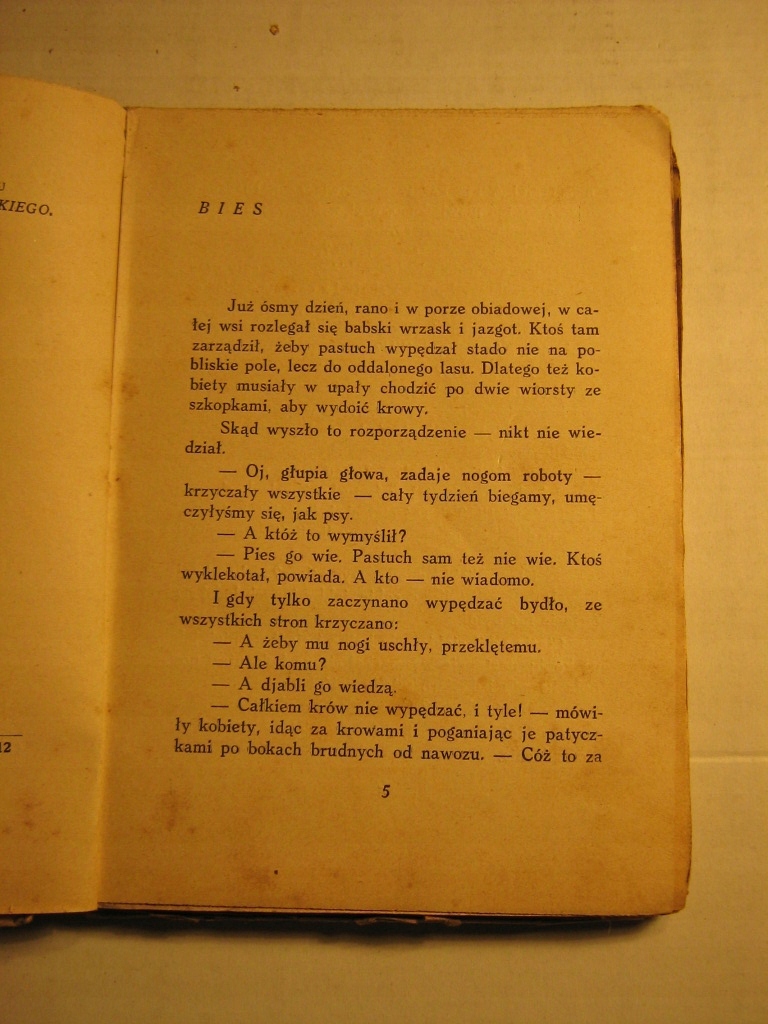 KIEGO.
12
BIES
Już ósmy dzień, rano i w porze obiadowej, w ca-
łej wsi rozlegał się babski wrzask i jazgot. Ktoś tam
zarządził, żeby pastuch wypędzał stado nie na po-
bliskie pole, lecz do oddalonego lasu. Dlatego też ko-
biety musiały w upały chodzić po dwie wiorsty ze
szkopkami, aby wydoić krowy.
Skąd wyszło to rozporządzenie — nikt nie wie-
dział.
— Oj, głupia głowa, zadaje nogom roboty —
krzyczały wszystkie — cały tydzień biegamy, umę-
czyłyśmy się, jak psy.
— A któż to wymyślił?
— Pies go wie. Pastuch sam też nie wie. Ktoś
wyklekotał, powiada. A kto — nie wiadomo.
I gdy tylko zaczynano wypędzać bydło, ze
wszystkich stron krzyczano:
— A żeby mu nogi uschły, przeklętemu.
— Ale komu?
— A djabli go wiedzą.
— Całkiem krów nie wypędzać, i tyle! — mówi-
ły kobiety, idąc za krowami i poganiając je patycz-
kami po bokach brudnych od nawozu. — Cóż to za
5